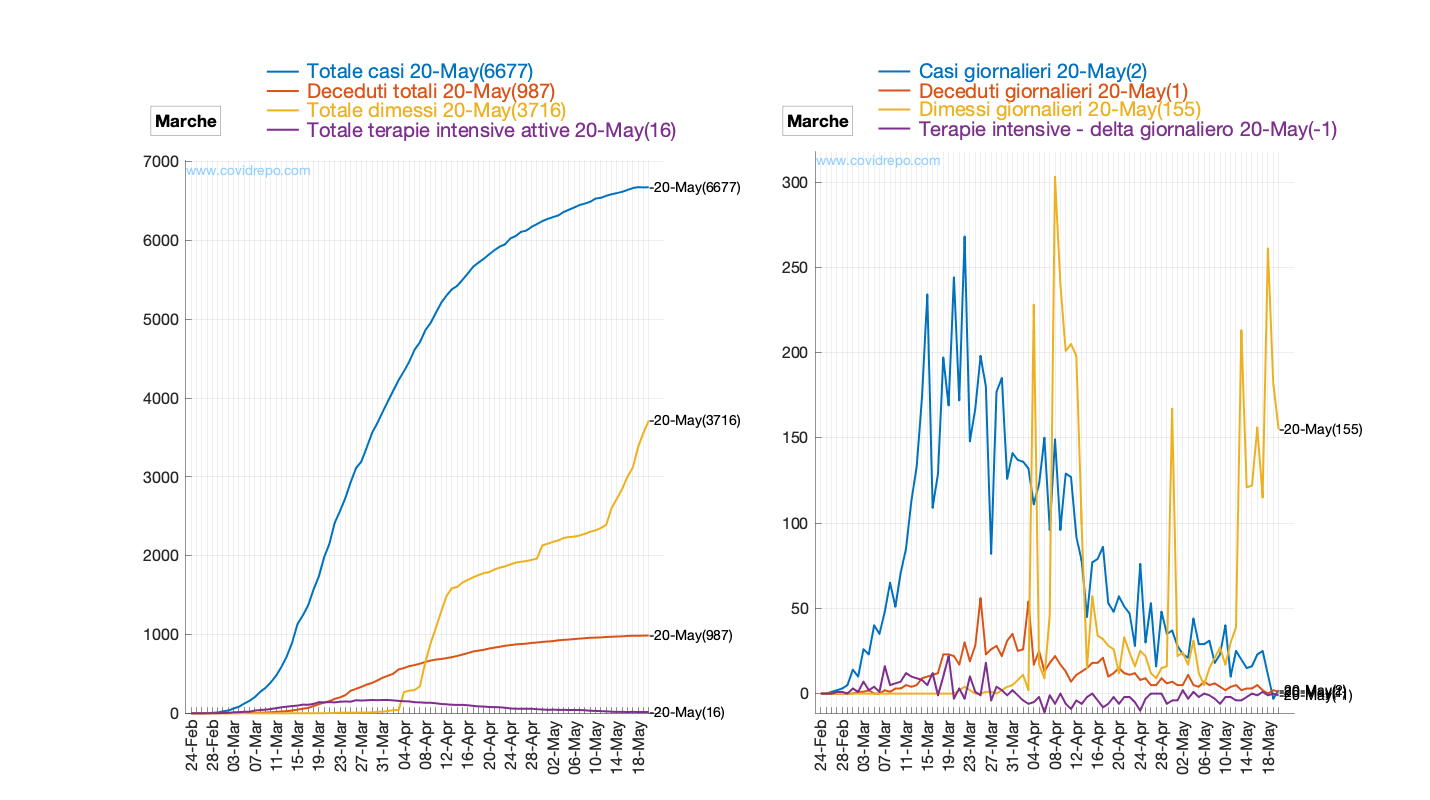 Totale casi 20-May(6677)
Deceduti totali 20-May(987)
Totale dimessi 20-May(3716)
Totale terapie intensive attive 20-May(16)
Marche
www.covidrepo.com
7000
6000
5000
4000
3000
2000
1000
0
-20-May(6677)
-20-May(3716)
-20-May(987)
-20-May(16)
24-Feb
28-Feb
03-Mar
07-Mar
11-Mar
15-Mar
19-Mar
23-Mar
27-Mar
31-Mar
04-Apr
08-Apr
12-Apr
16-Apr
20-Apr
24-Apr
28-Apr
02-May
06-May
10-May
14-May
18-May
Casi giornalieri 20-May(2)
Deceduti giornalieri 20-May(1)
Dimessi giornalieri 20-May(155)
Terapie intensive - delta giornaliero 20-May(-1)
Marche
www.covidrepo.com
300
250
200
150
100
50
0
-20-May(155)
24-Feb
28-Feb
03-Mar
07-Mar
11-Mar
15-Mar
19-Mar
23-Mar
27-Mar
31-Mar
04-Apr
08-Apr
12-Apr
16-Apr
20-Apr
24-Apr
28-Apr
02-May
06-May
10-May
14-May
18-May